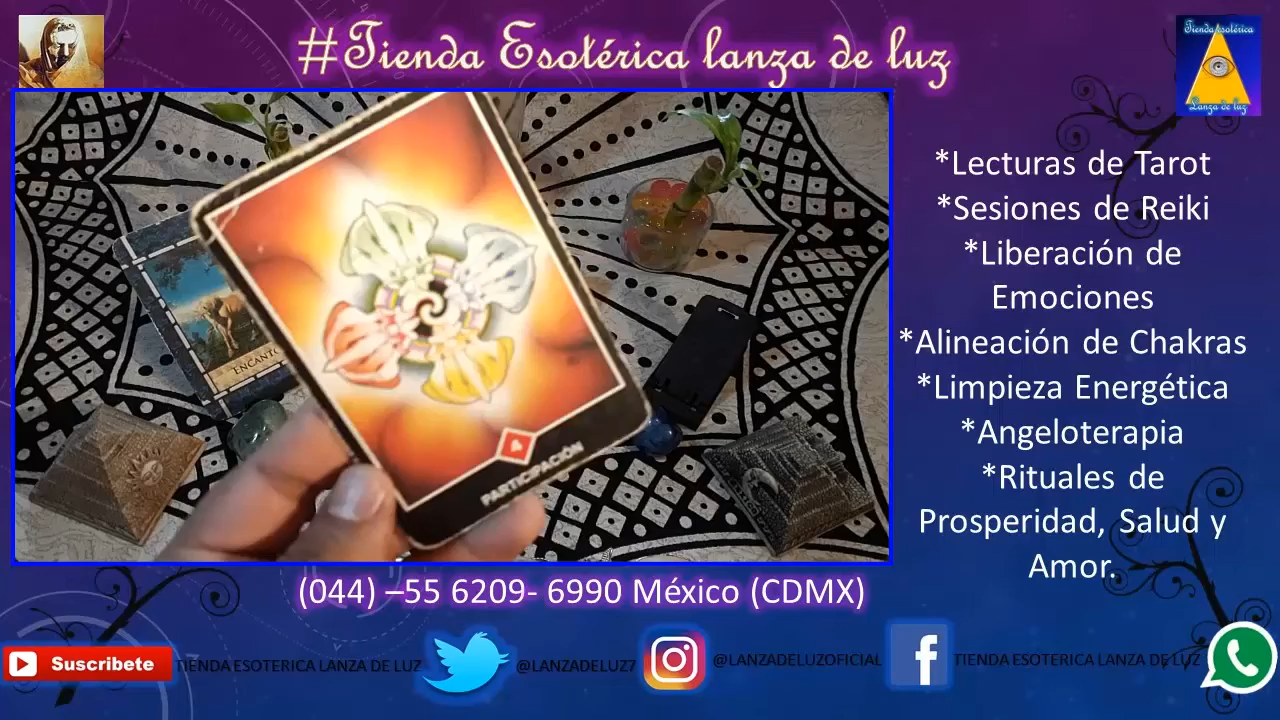 #Tienda Esotérica lanza de luz
Tienda Esotérica
Lanza de luz
*Lecturas de Tarot
*Sesiones de Reiki
*Liberación de
Emociones
*Alineación de Chakras
*Limpieza Energética
*Angeloterapia
*Rituales de
Prosperidad, Salud y
Amor.
ENCANTO
4
PARTICIPACIÓN
(044) –55 6209- 6990 México (CDMX)
Suscribete
TIENDA ESOTERICA LANZA DE LUZ
@LANZADELUZ7
@LANZADELUZOFICIAL
TIENDA ESOTERICA LANZA DE LUZ